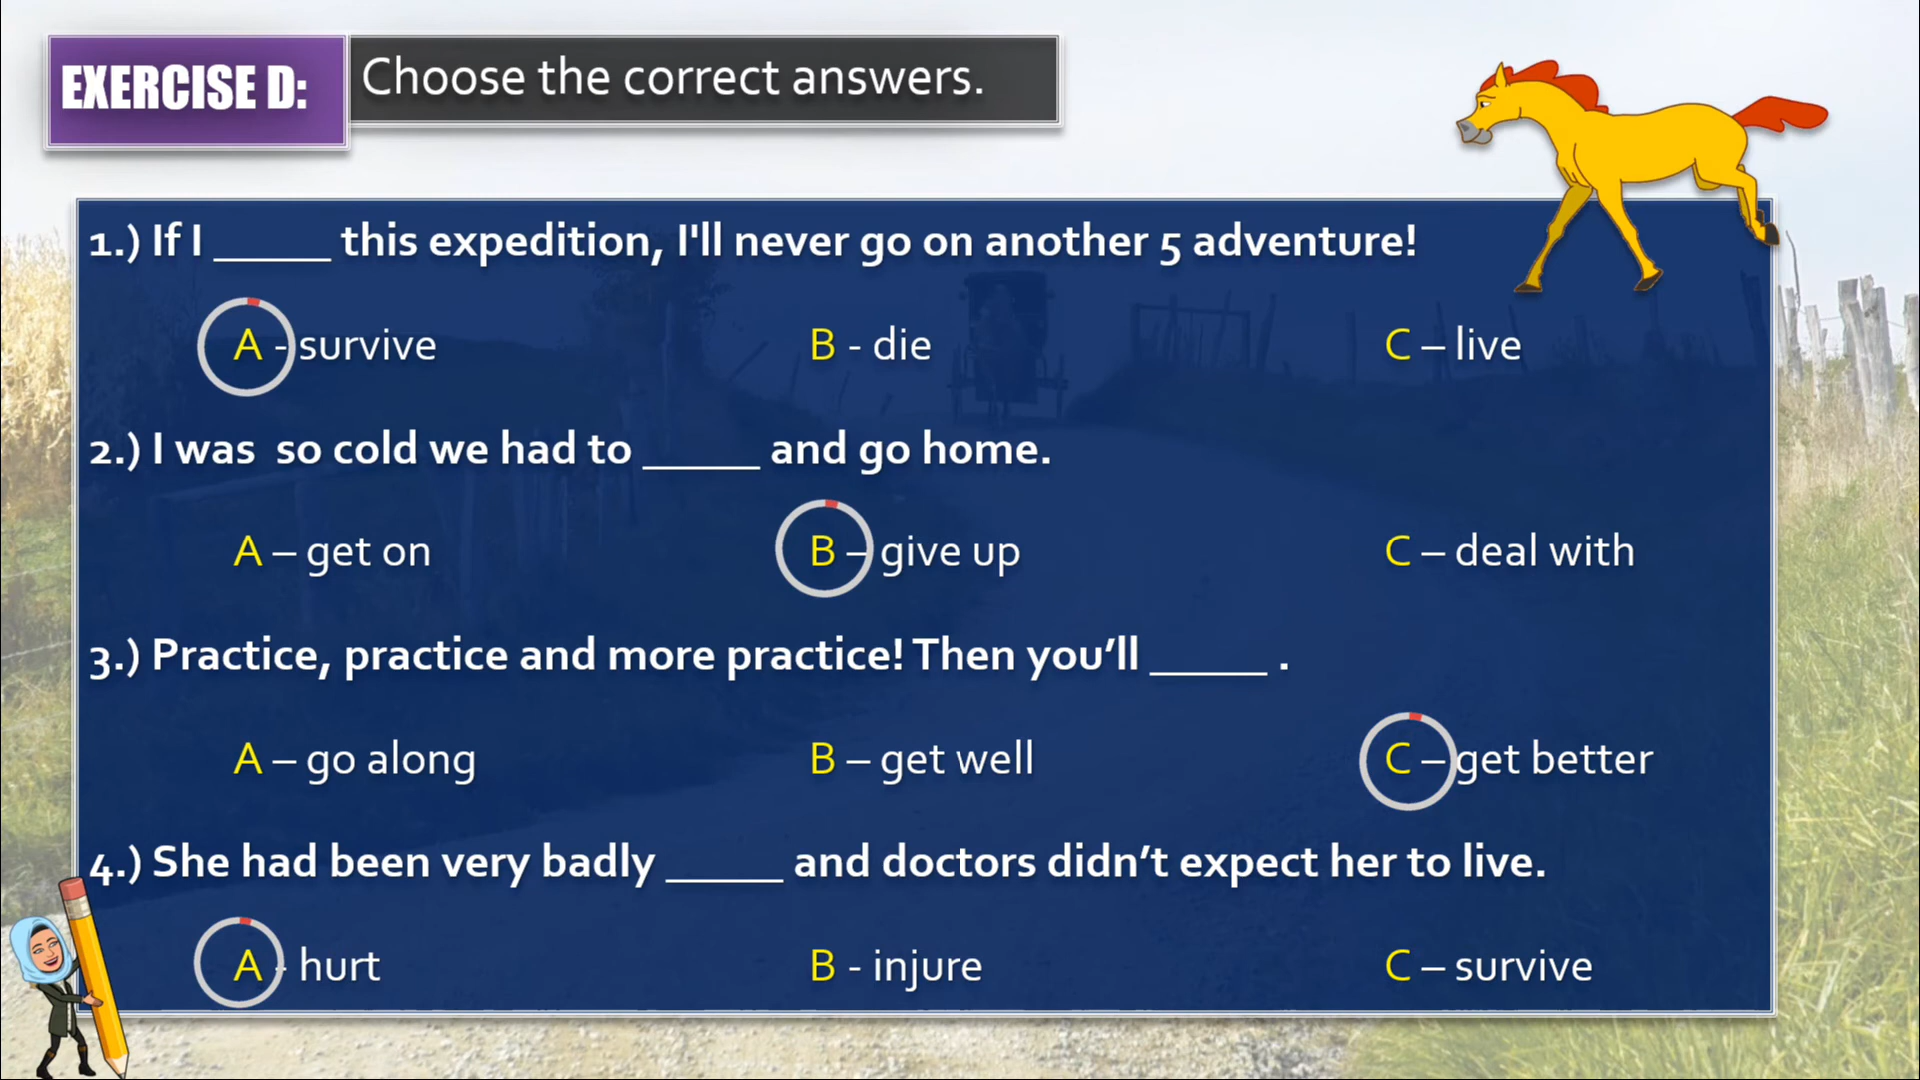 EXERCISE D:
Choose the correct answers.
1.) If I _____ this expedition, I'll never go on another 5 adventure!
A - survive
B - die
C – live
2.) I was  so cold we had to _____ and go home.
A – get on
B – give up
C – deal with
3.) Practice, practice and more practice! Then you’ll _____ .
A – go along
B – get well
C – get better
4.) She had been very badly _____ and doctors didn’t expect her to live.
A - hurt
B - injure
C – survive